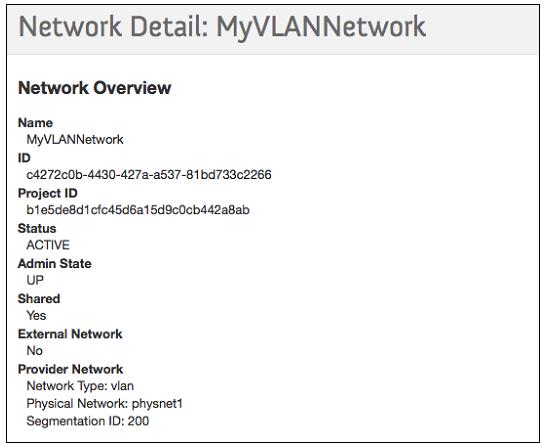 Network Detail: MyVLANNetwork
Network Overview
Name
MyVLANNetwork
ID
c4272c0b-4430-427a-a537-81bd733c2266
Project ID
b1e5de8d1cfc45d6a15d9c0cb442a8ab
Status
ACTIVE
Admin State
UP
Shared
Yes
External Network
No
Provider Network
Network Type: vlan
Physical Network: physnet1
Segmentation ID: 200